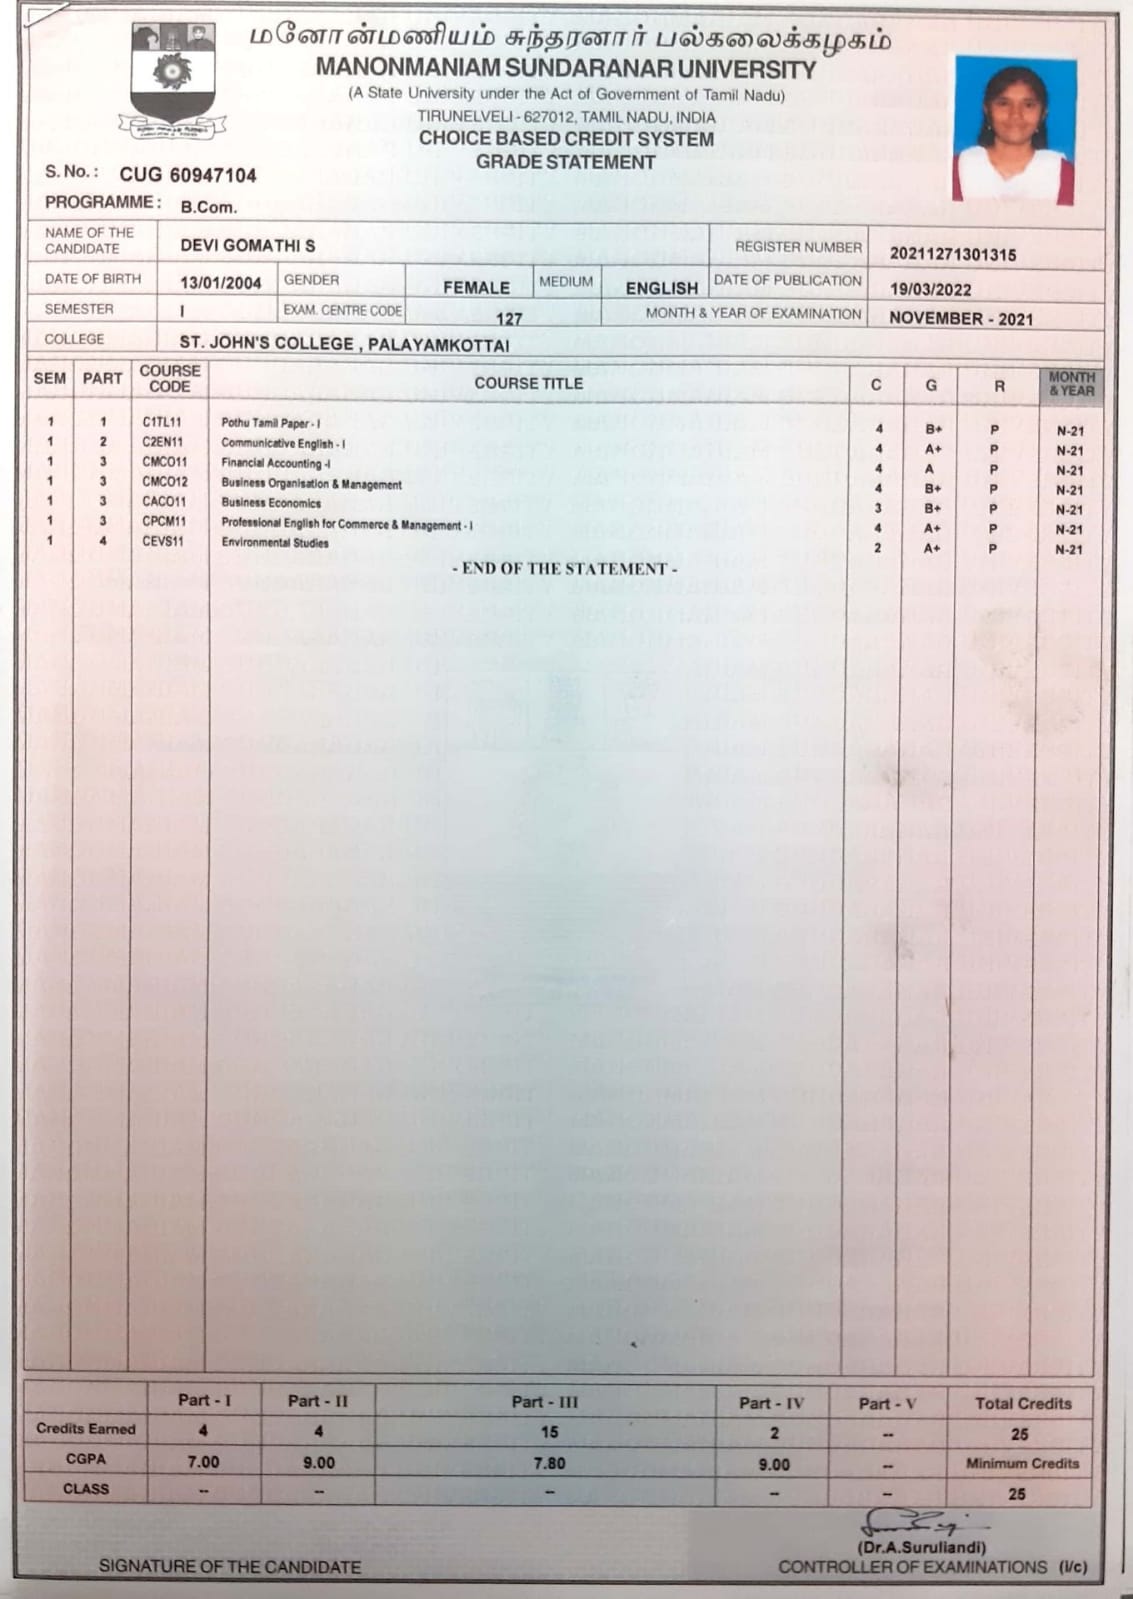 மனோன்மணியம் சுந்தரனார் பல்கலைக்கழகம்
MANONMANIAM SUNDARANAR UNIVERSITY
(A State University under the Act of Government of Tamil Nadu)
TIRUNELVELI - 627012, TAMIL NADU, INDIA
CHOICE BASED CREDIT SYSTEM
GRADE STATEMENT
S. No. : CUG 60947104
PROGRAMME : B.Com.
NAME OF THE CANDIDATE DEVI GOMATHI S REGISTER NUMBER 20211271301315
DATE OF BIRTH 13/01/2004 GENDER FEMALE MEDIUM ENGLISH DATE OF PUBLICATION 19/03/2022
SEMESTER I EXAM. CENTRE CODE 127 MONTH & YEAR OF EXAMINATION NOVEMBER - 2021
COLLEGE ST. JOHN'S COLLEGE , PALAYAMKOTTAI
SEM PART COURSE CODE COURSE TITLE C G R MONTH & YEAR
1 1 C1TL11 Pothu Tamil Paper - I 4 B+ P N-21
1 2 C2EN11 Communicative English - I 4 A+ P N-21
1 3 CMCO11 Financial Accounting -I 4 A P N-21
1 3 CMCO12 Business Organisation & Management 4 B+ P N-21
1 3 CACO11 Business Economics 3 B+ P N-21
1 3 CPCM11 Professional English for Commerce & Management - I 4 A+ P N-21
1 4 CEVS11 Environmental Studies 2 A+ P N-21
- END OF THE STATEMENT -
Part - I Part - II Part - III Part - IV Part - V Total Credits
Credits Earned 4 4 15 2 -- 25
CGPA 7.00 9.00 7.80 9.00 -- Minimum Credits
CLASS -- -- -- -- -- 25
(Dr.A.Suruliandi)
SIGNATURE OF THE CANDIDATE CONTROLLER OF EXAMINATIONS (I/c)